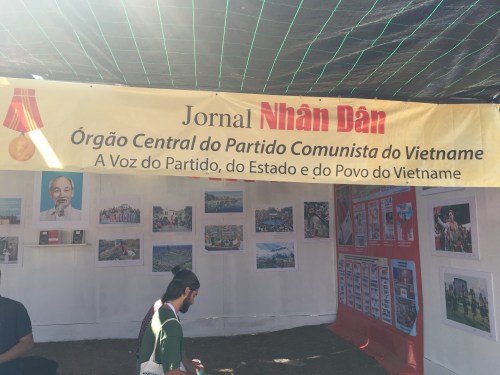 Jornal Nhân Dân
Órgão Central do Partido Comunista do Vietname
A Voz do Partido, do Estado e do Povo do Vietname